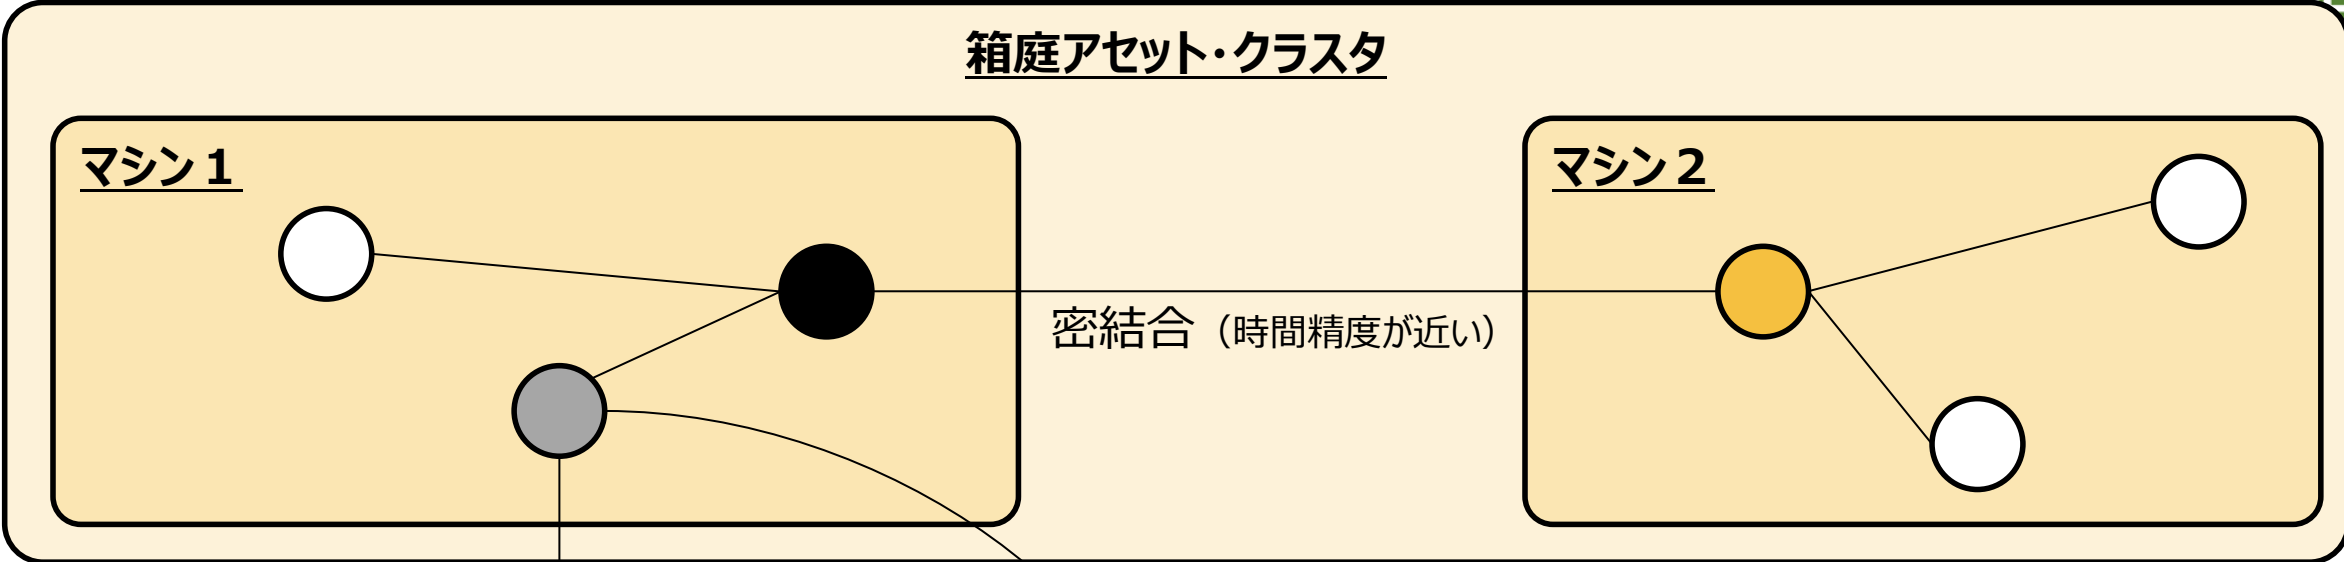 箱庭アセット・クラスタ
マシン１
マシン２
密結合（時間精度が近い）